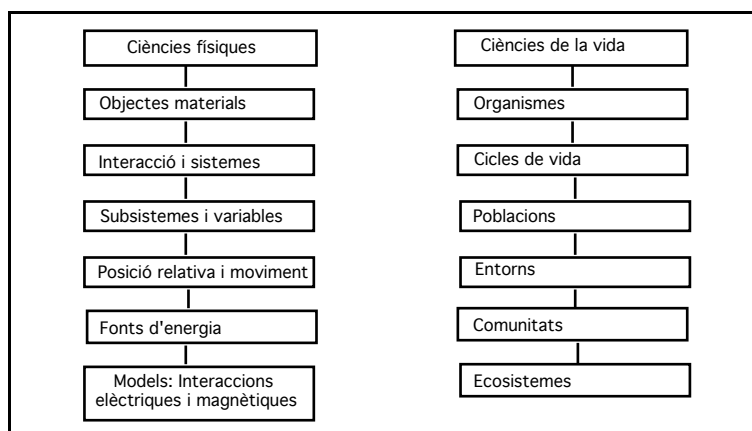 Ciències físiques
Objectes materials
Interacció i sistemes
Subsistemes i variables
Posició relativa i moviment
Fonts d'energia
Models: Interaccions
elèctriques i magnètiques
Ciències de la vida
Organismes
Cicles de vida
Poblacions
Entorns
Comunitats
Ecosistemes